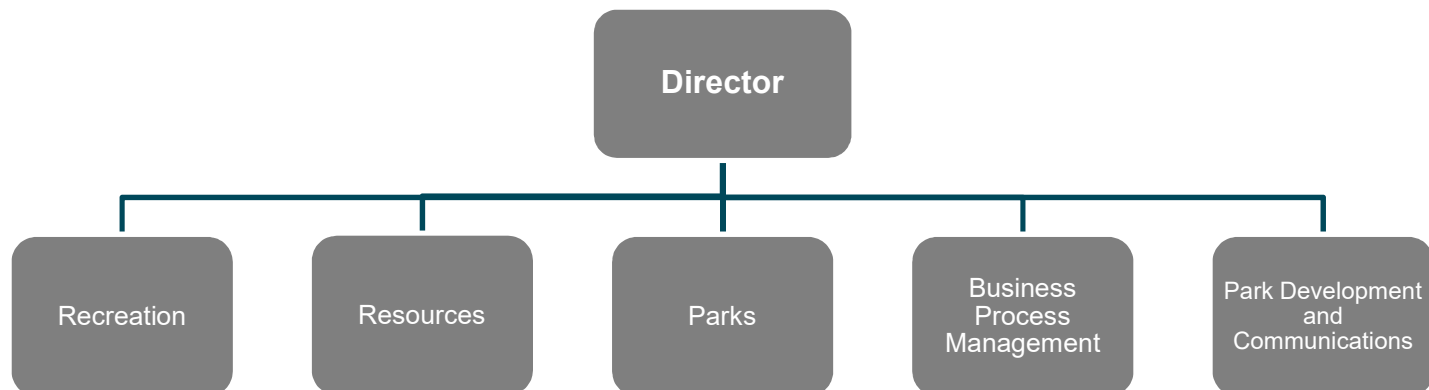 Director
Recreation
Resources
Parks
Business
Process
Management
Park Development
and
Communications